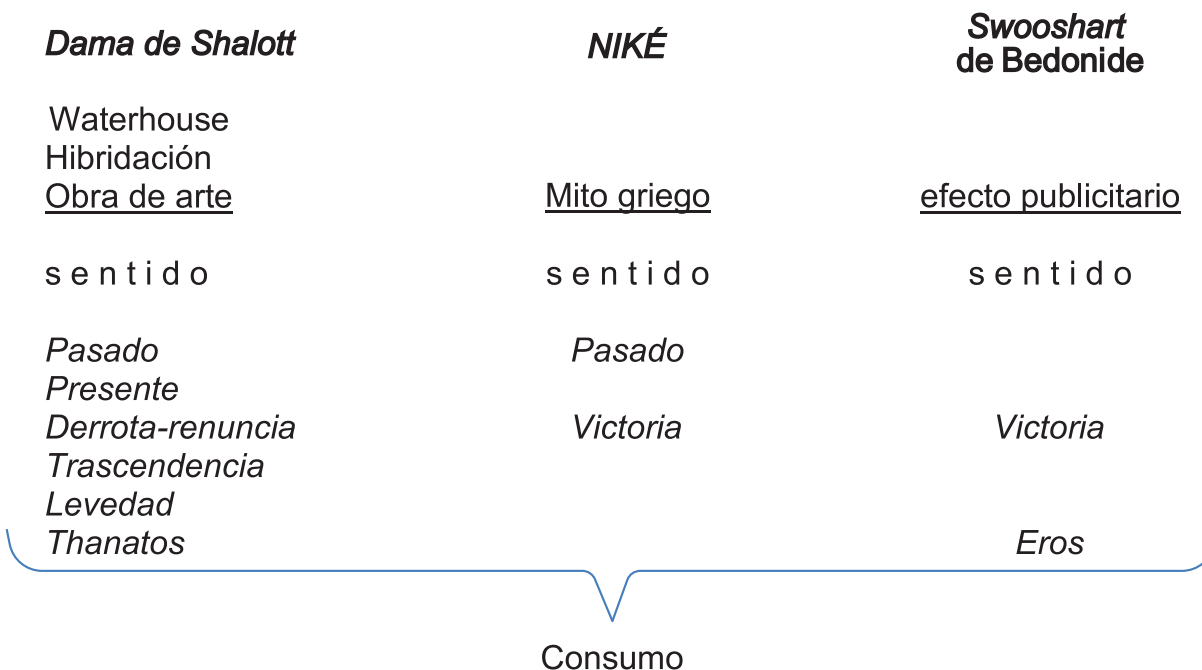 Dama de Shalott NIKÉ Swooshart
de Bedonide
Waterhouse
Hibridación
Obra de arte Mito griego efecto publicitario
s e n t i d o s e n t i d o s e n t i d o
Pasado Pasado
Presente
Derrota-renuncia Victoria Victoria
Trascendencia
Levedad
Thanatos Eros
Consumo